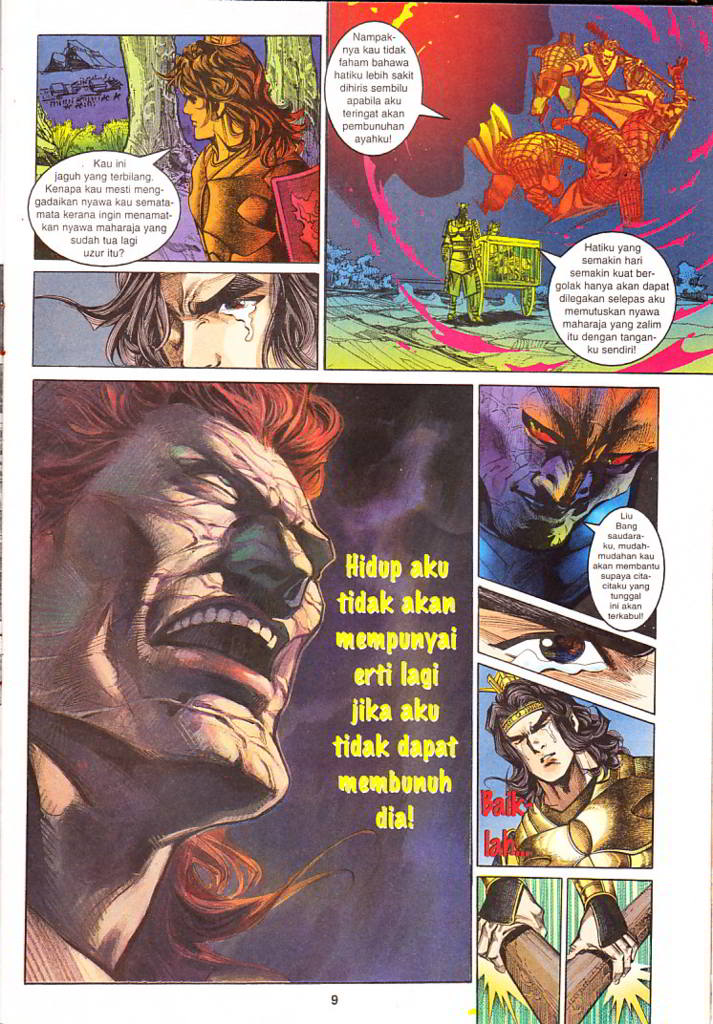 Kau ini
jaguh yang terbilang.
Kenapa kau mesti meng-
gadaikan nyawa kau semata-
mata kerana ingin menamat-
kan nyawa maharaja yang
sudah tua lagi
uzur itu?
Nampak-
nya kau tidak
faham bahawa
hatiku lebih sakit
dihiris sembilu
apabila aku
teringat akan
pembunuhan
ayahku!
Hatiku yang
semakin hari
semakin kuat ber-
golak hanya akan dapat
dilegakan selepas aku
memutuskan nyawa
maharaja yang zalim
itu dengan tangan-
ku sendiri!
Hidup aku
tidak akan
mempunyai
erti lagi
jika aku
tidak dapat
membunuh
dia!
Liu
Bang
saudara-
ku, mudah-
mudahan kau
akan membantu
supaya cita-
citaku yang
tunggal
ini akan
terkabul!
Baik-
lah...
9